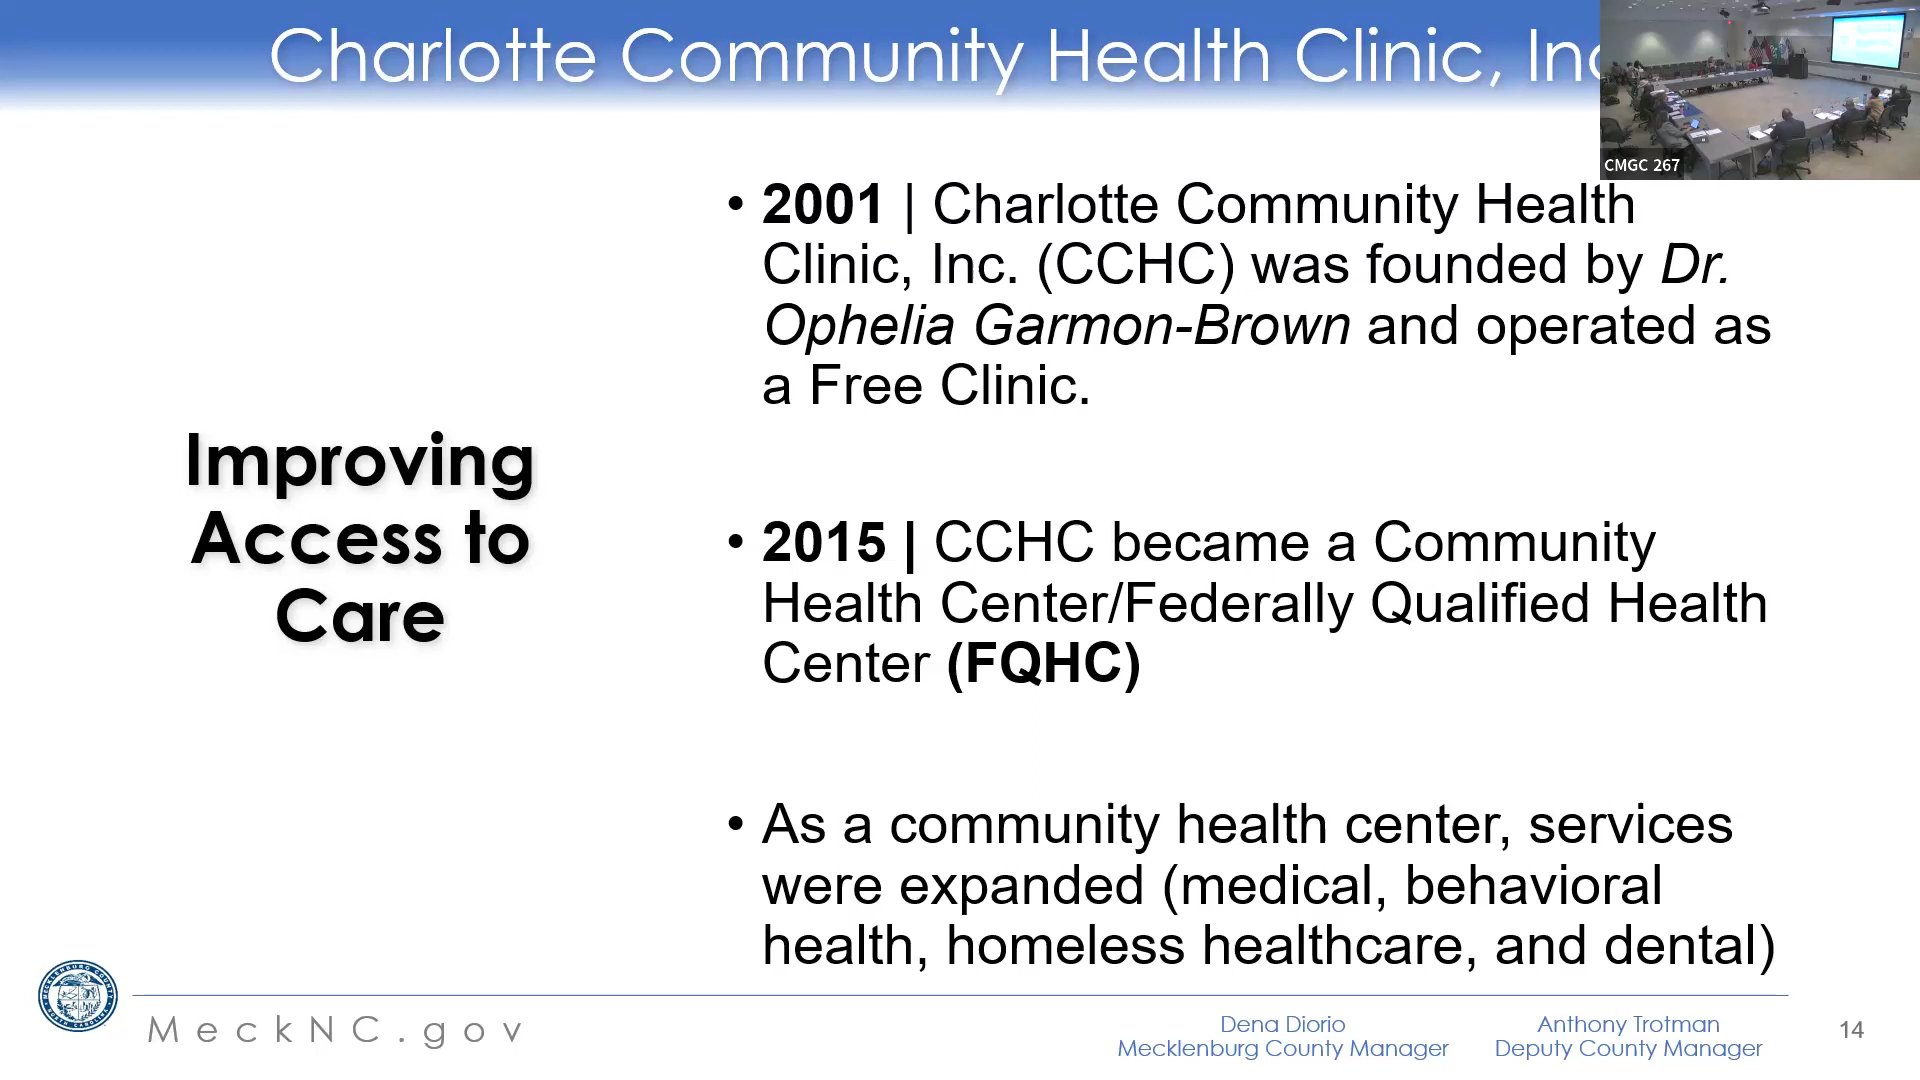 Charlotte Community Health Clinic, Inc
CMGC 267
• 2001 | Charlotte Community Health
Clinic, Inc. (CCHC) was founded by Dr.
Ophelia Garmon-Brown and operated as
a Free Clinic.
Improving
Access to
Care
• 2015 | CCHC became a Community
Health Center/Federally Qualified Health
Center (FQHC)
• As a community health center, services
were expanded (medical, behavioral
health, homeless healthcare, and dental)
MeckNC.gov
Dena Diorio
Mecklenburg County Manager
Anthony Trotman
Deputy County Manager
14